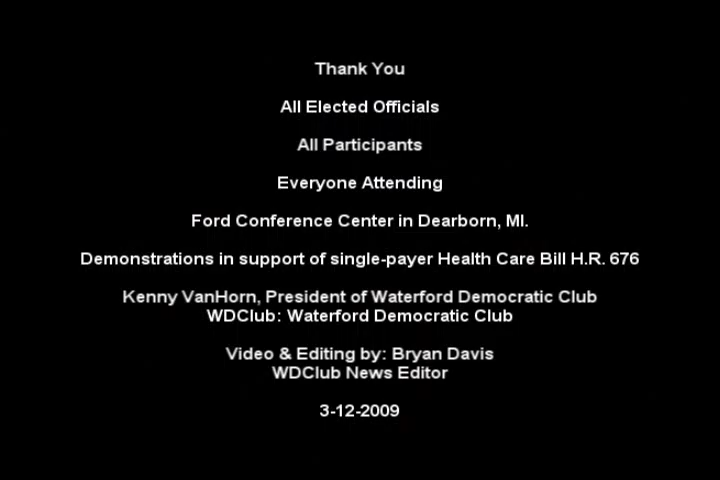 Thank You
All Elected Officials
All Participants
Everyone Attending
Ford Conference Center in Dearborn, MI.
Demonstrations in support of single-payer Health Care Bill H.R. 676
Kenny VanHorn, President of Waterford Democratic Club
WDClub: Waterford Democratic Club
Video & Editing by: Bryan Davis
WDClub News Editor
3-12-2009